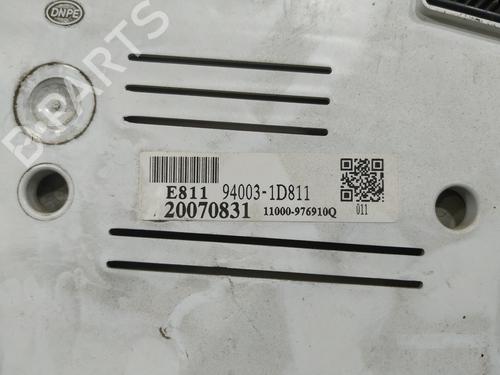 DNPE
B-PARTS
E811 94003-1D811
20070831 11000-976910Q
011